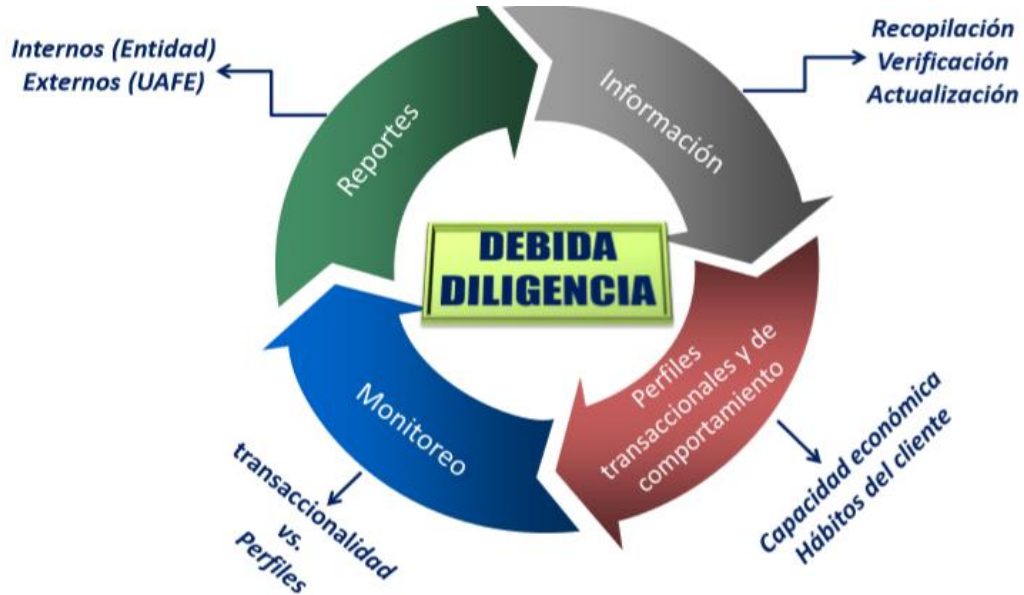 Internos (Entidad)
Externos (UAFE)
Recopilación
Verificación
Actualización
Reportes
Información
DEBIDA
DILIGENCIA
Monitoreo
Perfiles
transaccionales y de
comportamiento
transaccionalidad
vs.
Perfiles
Capacidad económica
Hábitos del cliente